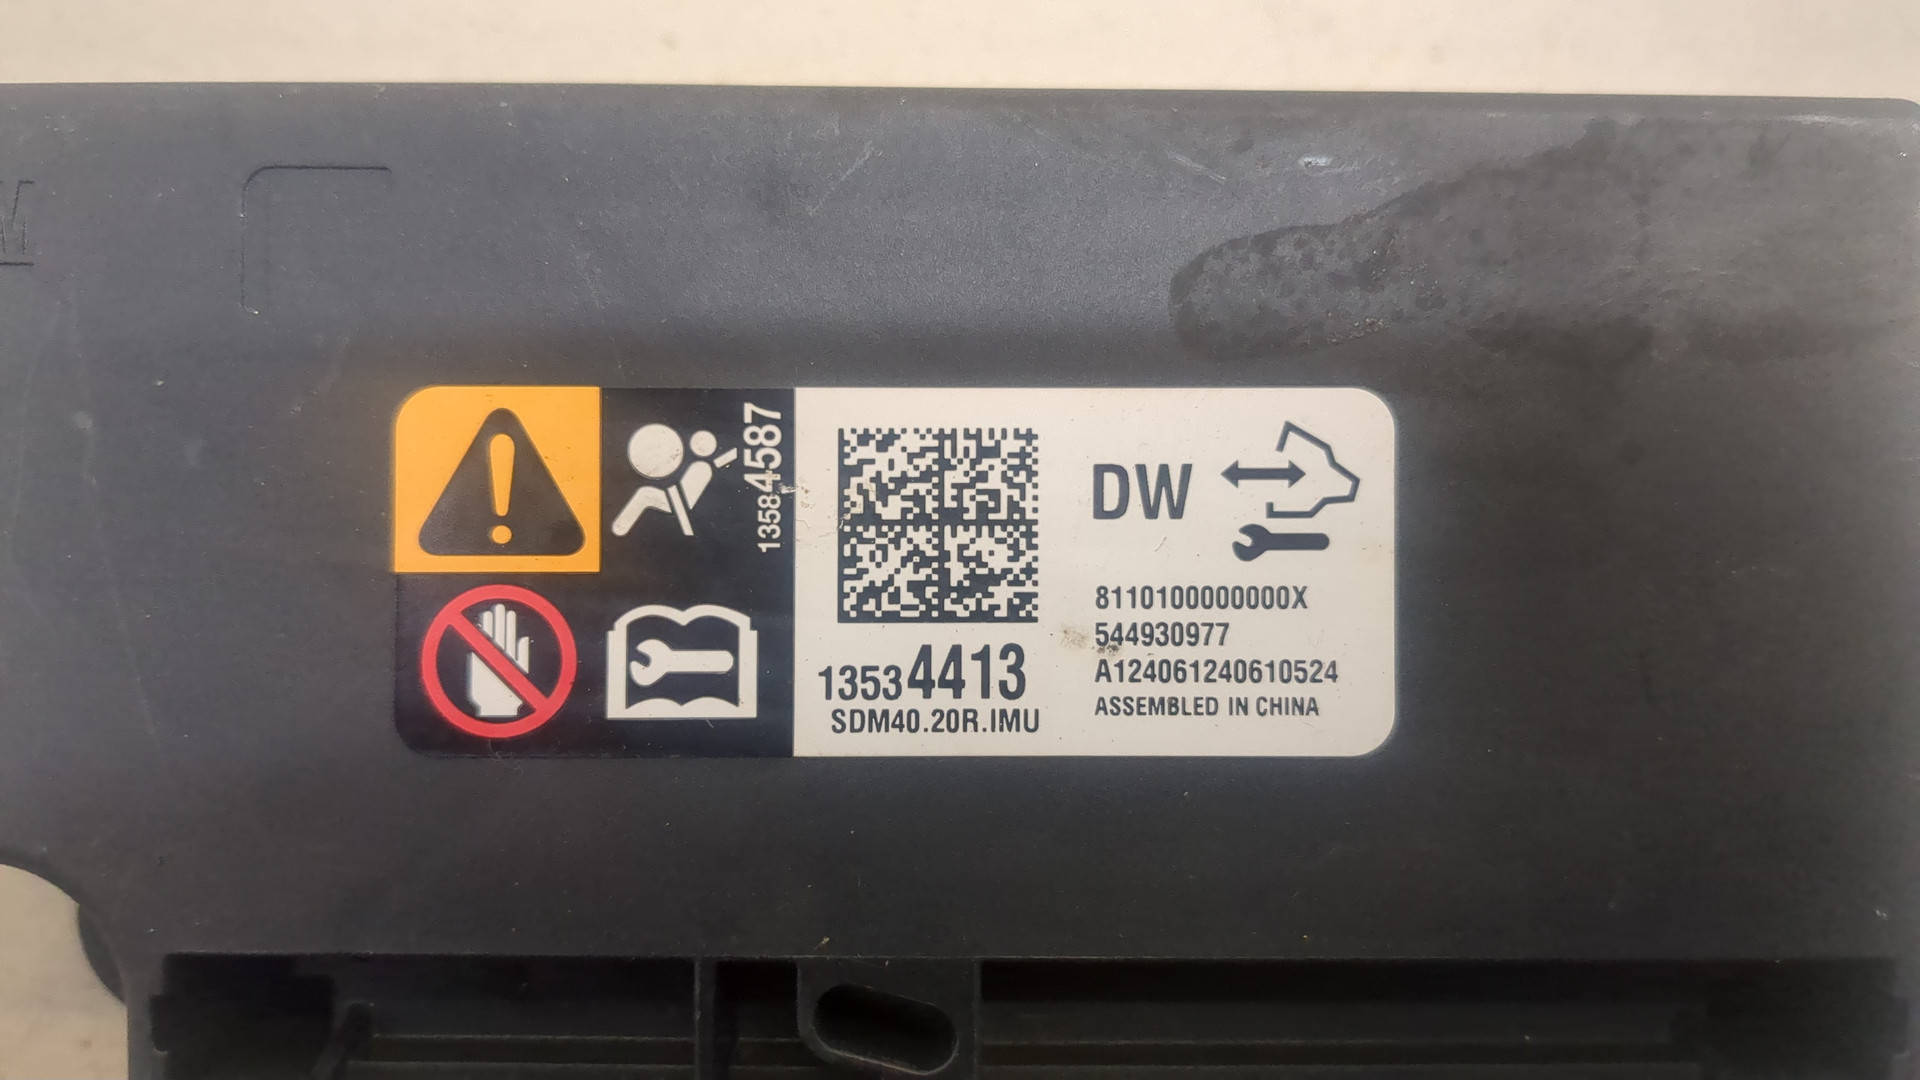 13584587
13534413
SDM40.20R.IMU
DW
8110100000000X
544930977
A124061240610524
ASSEMBLED IN CHINA